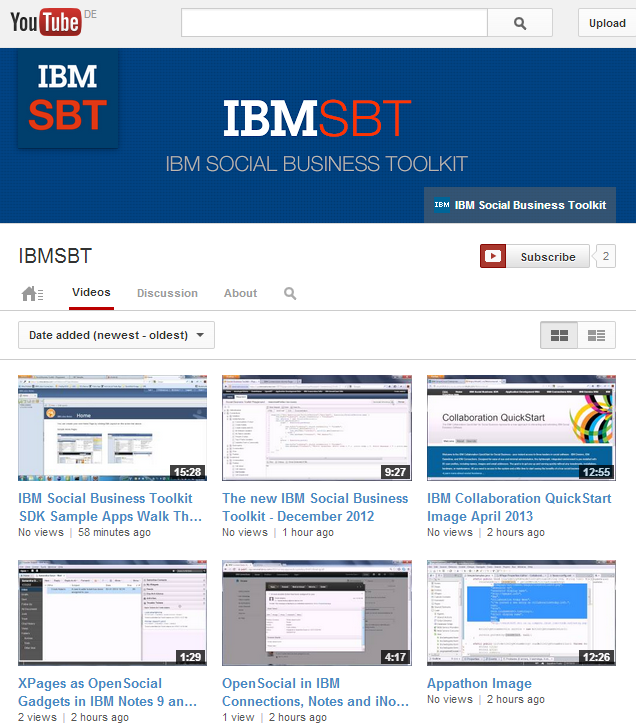 YouTube DE
Upload
IBM
SBT
IBMSBT
IBM SOCIAL BUSINESS TOOLKIT
IBM IBM Social Business Toolkit
IBMSBT
Subscribe 2
Videos Discussion About
Date added (newest - oldest)
Home
Collaboration QuickStart
15:28 9:27 12:55
IBM Social Business Toolkit
SDK Sample Apps Walk Th...
No views | 58 minutes ago
The new IBM Social Business
Toolkit - December 2012
No views | 1 hour ago
IBM Collaboration QuickStart
Image April 2013
No views | 2 hours ago
1:29 4:17 12:26
XPages as OpenSocial
Gadgets in IBM Notes 9 an...
2 views | 2 hours ago
OpenSocial in IBM
Connections, Notes and iNo...
1 view | 2 hours ago
Appathon Image
No views | 2 hours ago